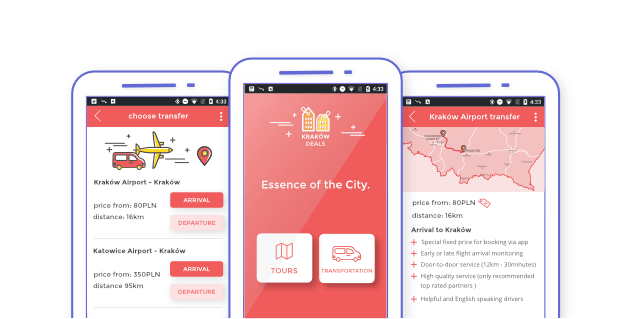 4:33
choose transfer
Kraków Airport - Kraków
price from: 80PLN
distance: 16km
ARRIVAL
DEPARTURE
Katowice Airport - Kraków
price from: 350PLN
distance 95km
ARRIVAL
DEPARTURE
4:33
KRAKÓW
DEALS
Essence of the City.
TOURS
TRANSPORTATION
4:33
Kraków Airport transfer
price from: 80PLN
distance: 16km
Arrival to Kraków
+ Special fixed price for booking via app
+ Early or late flight arrival monitoring
+ Door-to-door service (12km - 30minutes)
+ High quality service (only recommended
top rated partners )
+ Helpful and English speaking drivers